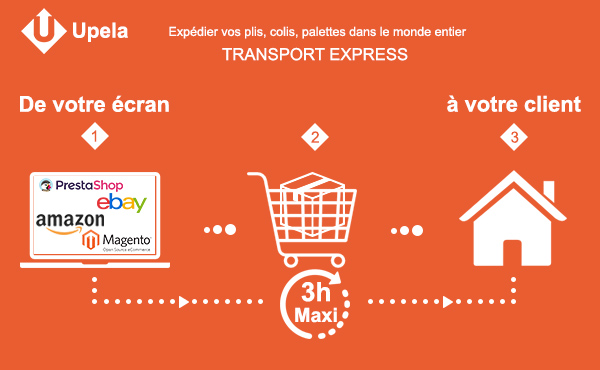 Upela
Expédier vos plis, colis, palettes dans le monde entier
TRANSPORT EXPRESS
De votre écran
à votre client
1
2
3
PrestaShop
ebay
amazon
Magento
Open Source eCommerce
3h
Maxi